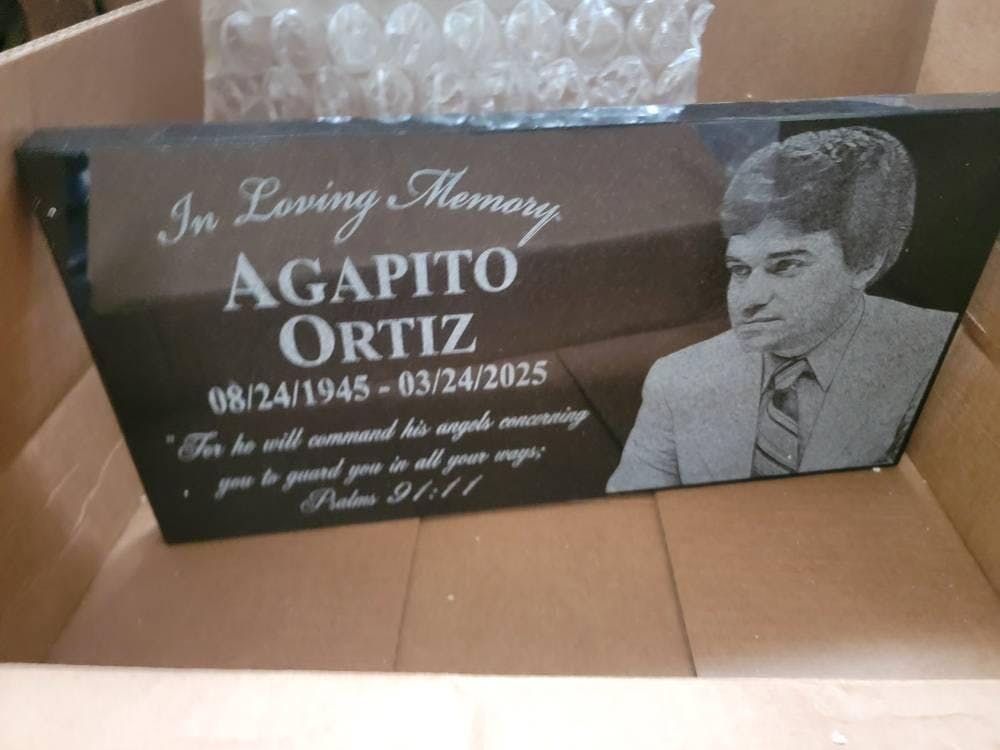 In Loving Memory
AGAPITO
ORTIZ
08/24/1945 - 03/24/2025
"For he will command his angels concerning
you to guard you in all your ways;
Psalms 91:11